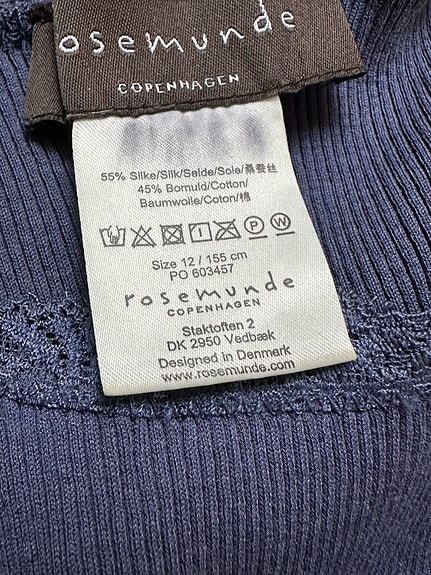 rosemunde
COPENHAGEN
55% Silke/Silk/Seide/Soie/桑蚕丝
45% Bomuld/Cotton/
Baumwolle/Coton/棉
P W
Size 12 / 155 cm
PO 603457
rosemunde
COPENHAGEN
Staktoften 2
DK 2950 Vedbæk
Designed in Denmerk
www.rosemunde.com